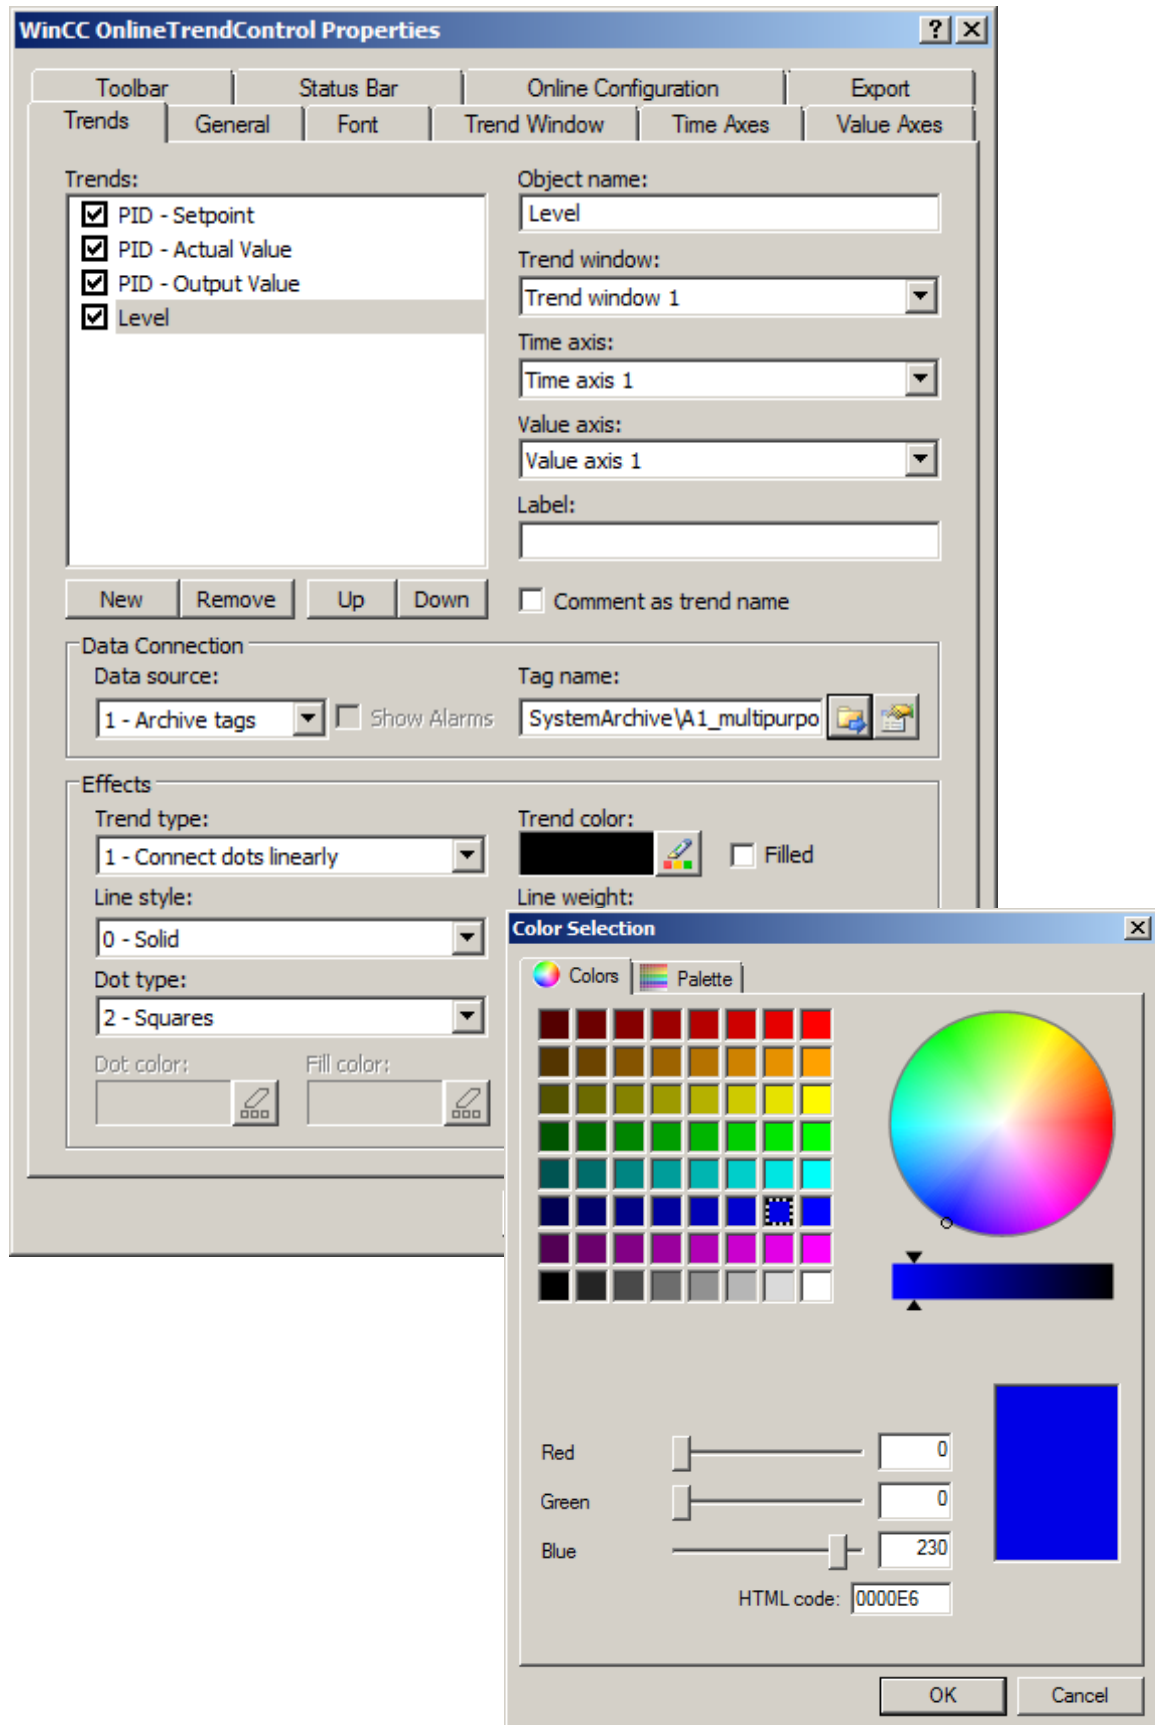 WinCC OnlineTrendControl Properties
Toolbar Status Bar Online Configuration Export
Trends General Font Trend Window Time Axes Value Axes
Trends:
PID - Setpoint
PID - Actual Value
PID - Output Value
Level
New Remove Up Down
Object name:
Level
Trend window:
Trend window 1
Time axis:
Time axis 1
Value axis:
Value axis 1
Label:
Comment as trend name
Data Connection
Data source:
1 - Archive tags
Show Alarms
Tag name:
SystemArchive\A1_multipurpo
Effects
Trend type:
1 - Connect dots linearly
Trend color:
Filled
Line style:
0 - Solid
Line weight:
Dot type:
2 - Squares
Dot color: Fill color:
Color Selection
Colors Palette
Red 0
Green 0
Blue 230
HTML code: 0000E6
OK Cancel